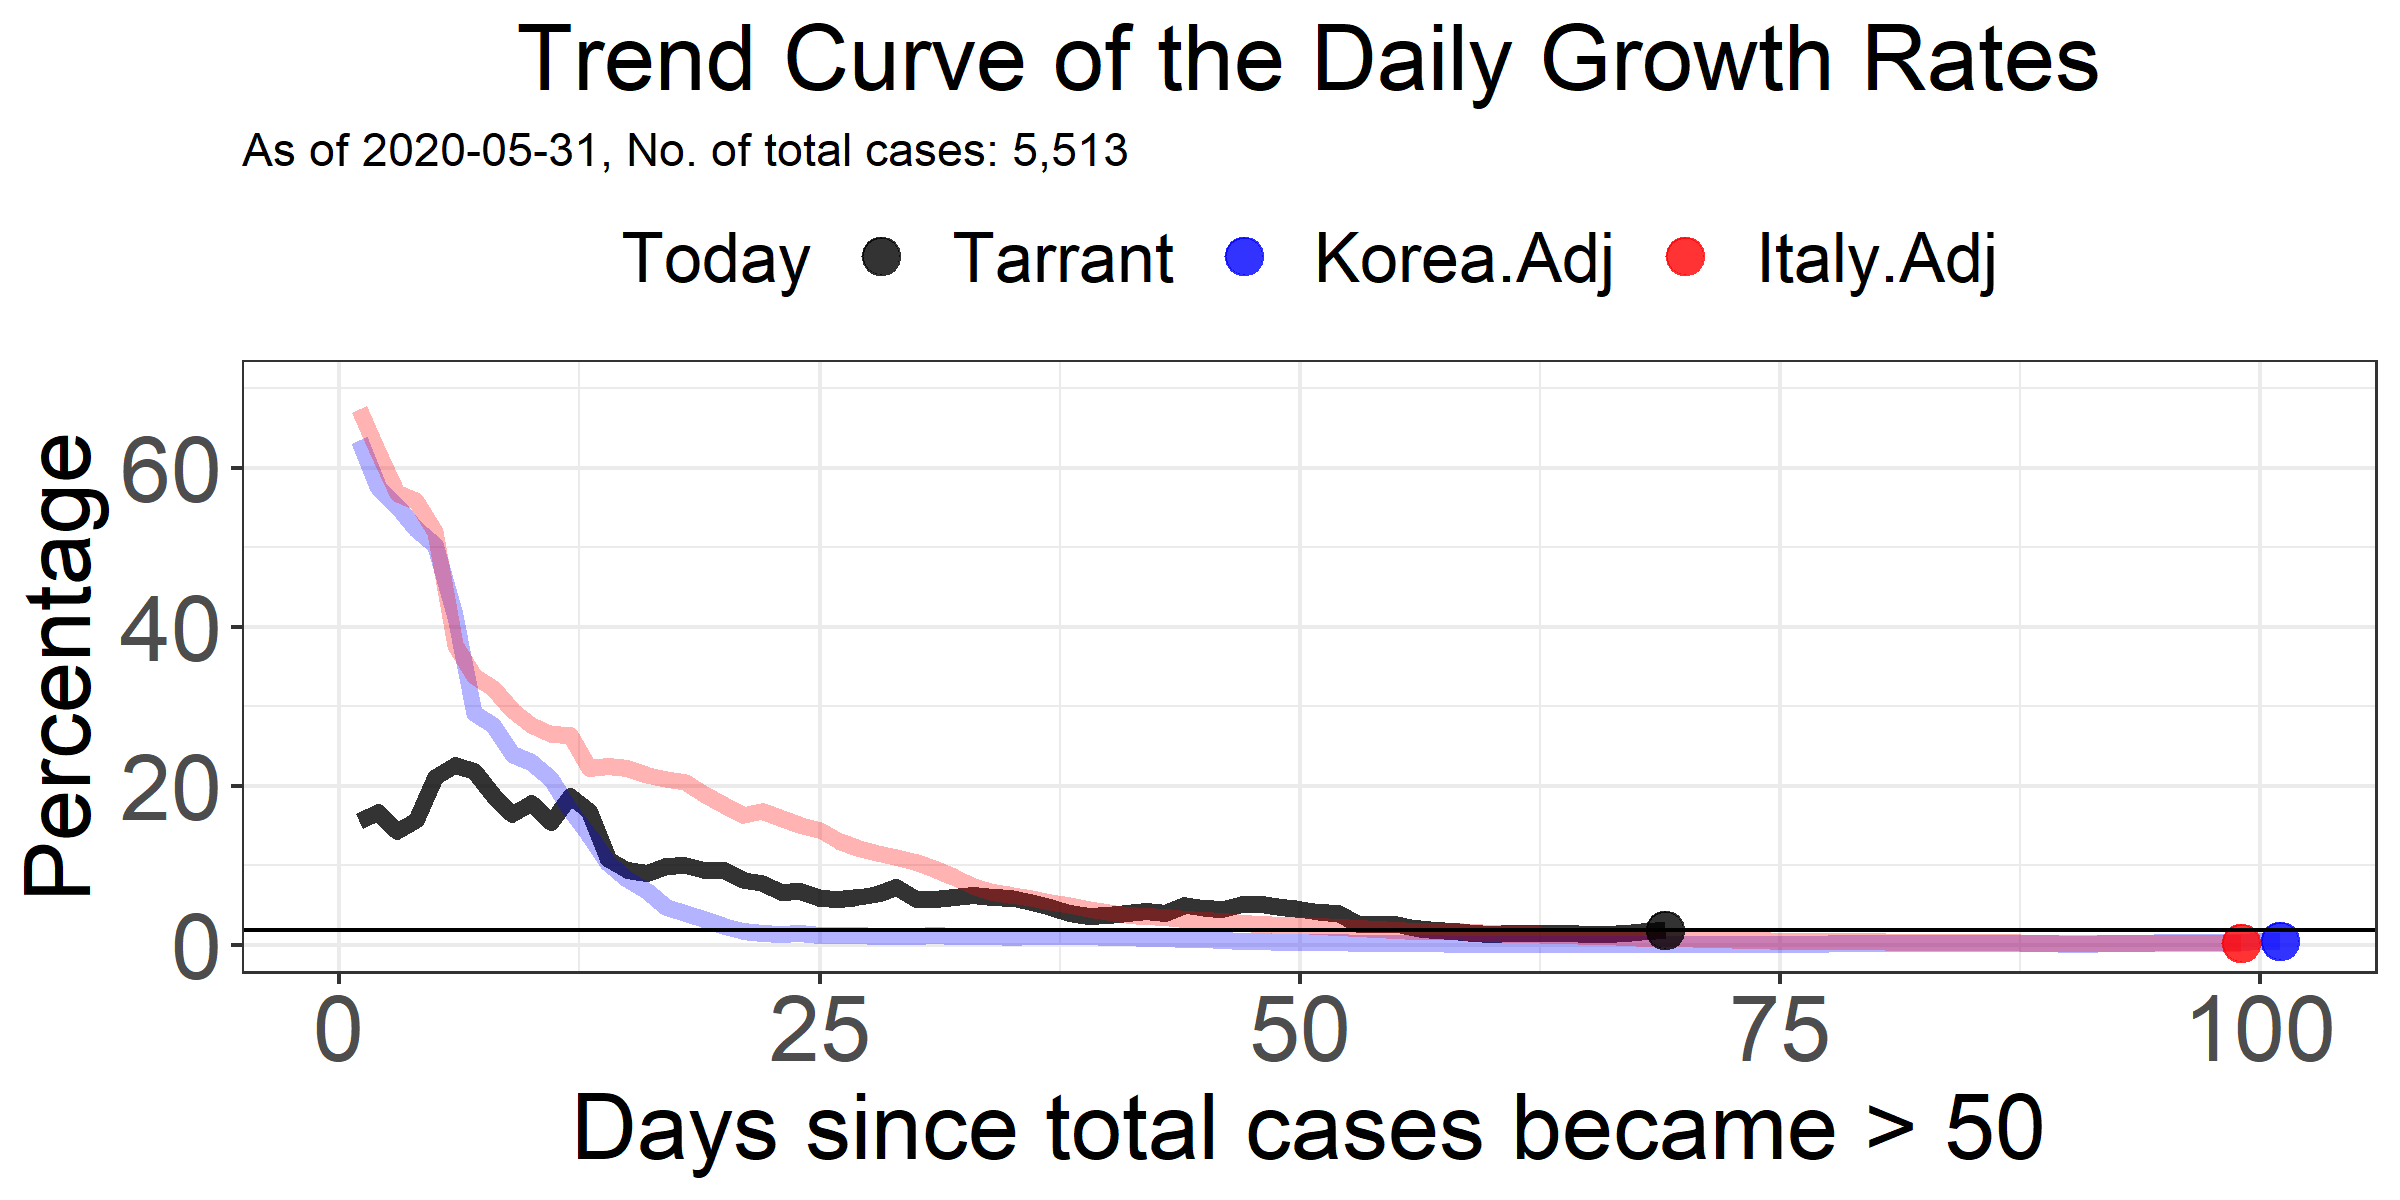 Trend Curve of the Daily Growth Rates
As of 2020-05-31, No. of total cases: 5,513
Today Tarrant Korea.Adj Italy.Adj
Percentage
60
40
20
0
0 25 50 75 100
Days since total cases became > 50